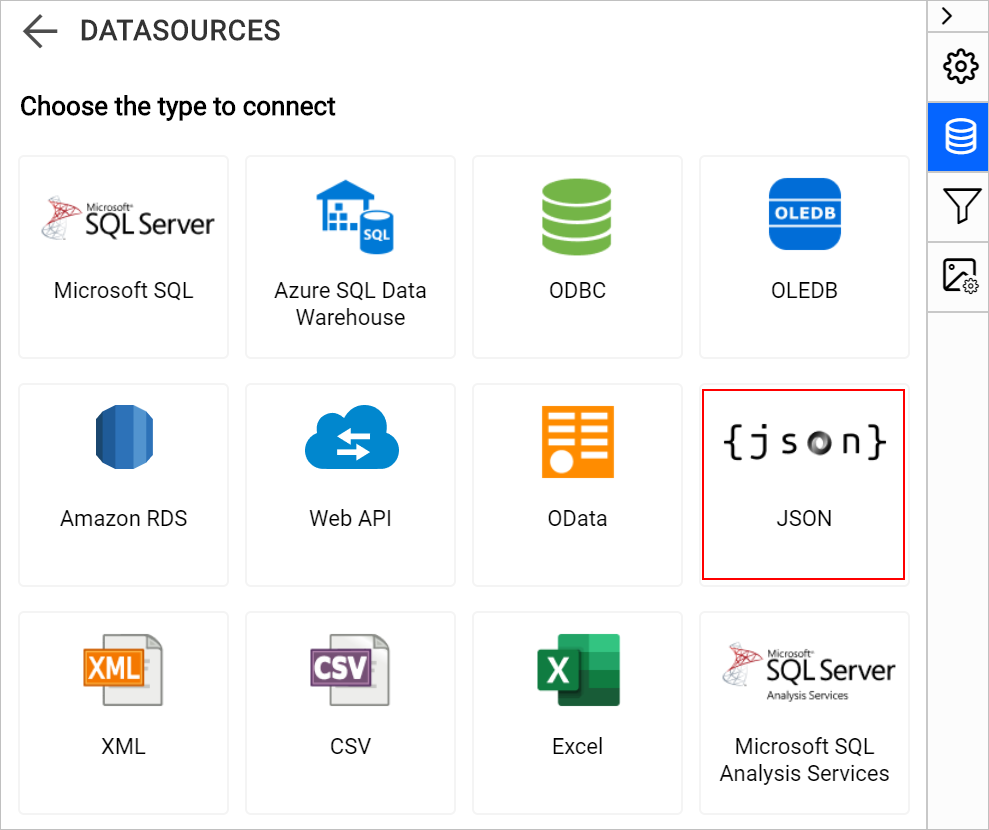 DATASOURCES
Choose the type to connect
Microsoft®
SQL Server
Microsoft SQL
SQL
Azure SQL Data
Warehouse
ODBC
OLEDB
OLEDB
Amazon RDS
Web API
OData
{json}
JSON
XML
XML
CSV
CSV
X
Excel
Microsoft®
SQL Server
Analysis Services
Microsoft SQL
Analysis Services